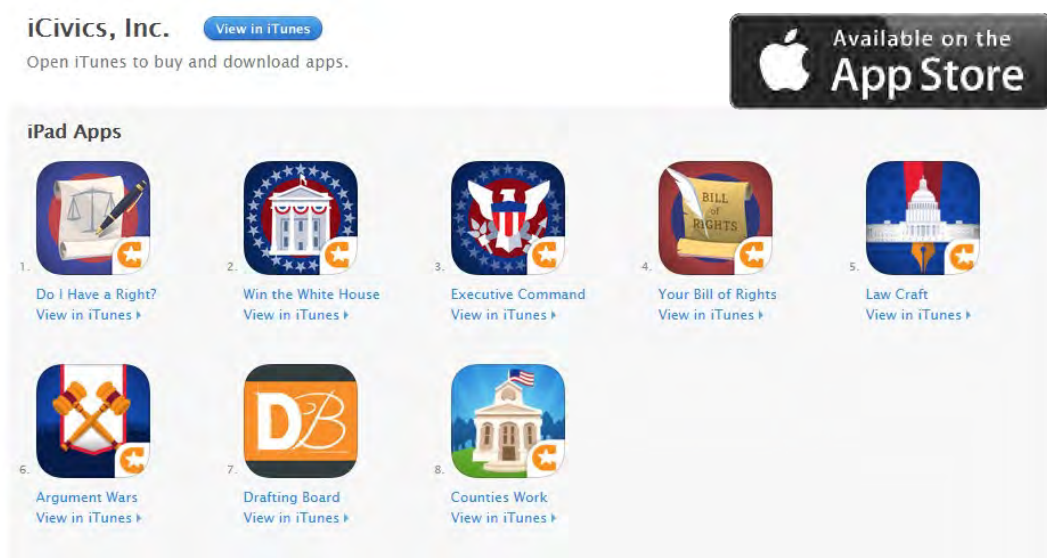 iCivics, Inc.
View in iTunes
Open iTunes to buy and download apps.
Available on the
App Store
iPad Apps
BILL
of
RIGHTS
1.
2.
3.
4.
5.
Do I Have a Right?
Win the White House
Executive Command
Your Bill of Rights
Law Craft
View in iTunes
View in iTunes
View in iTunes
View in iTunes
View in iTunes
DB
6.
7.
8.
Argument Wars
Drafting Board
Counties Work
View in iTunes
View in iTunes
View in iTunes